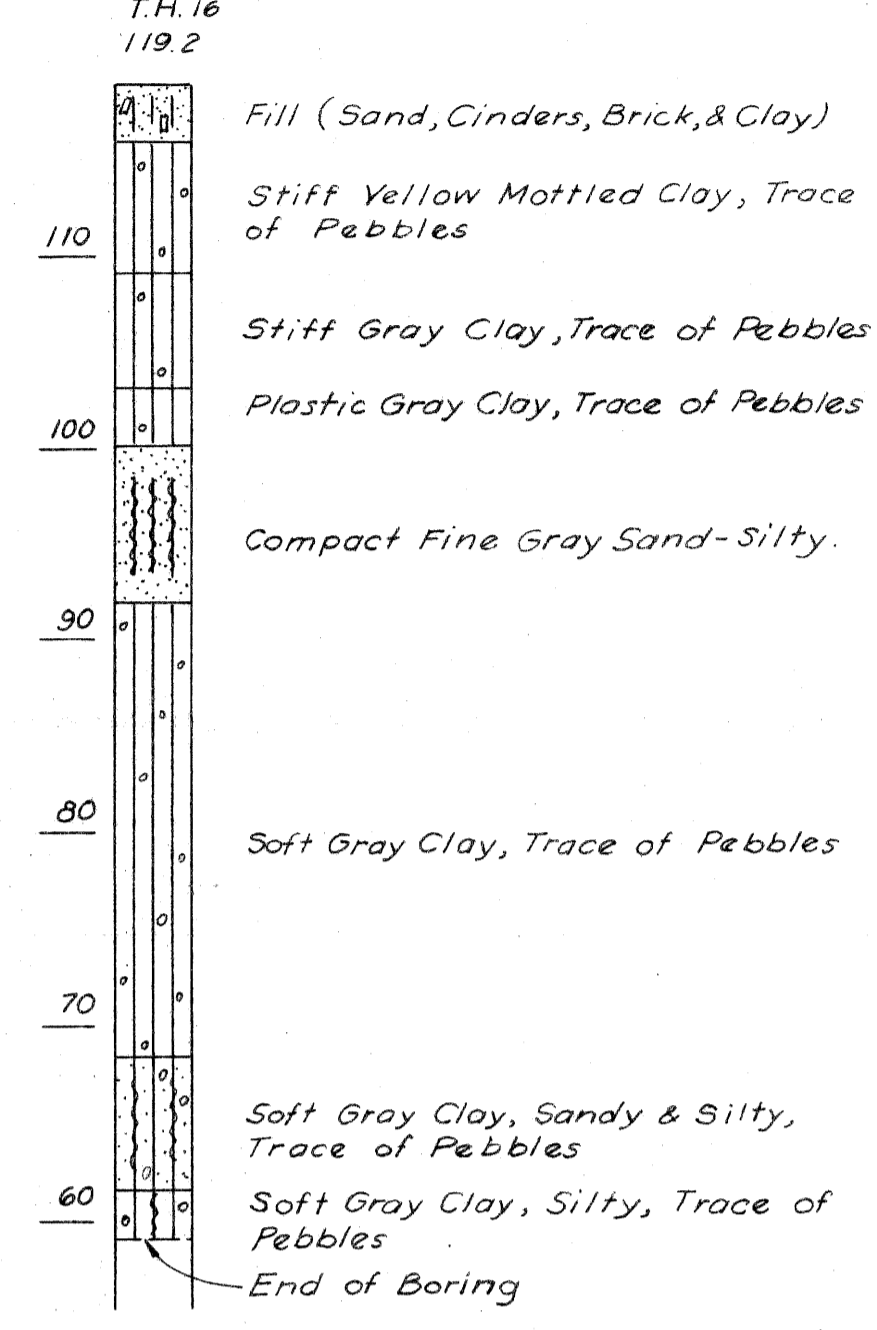 T.H. 16
119.2
Fill (Sand, Cinders, Brick, & Clay)
Stiff Yellow Mottled Clay, Trace
of Pebbles
110
Stiff Gray Clay, Trace of Pebbles
Plastic Gray Clay, Trace of Pebbles
100
Compact Fine Gray Sand-Silty.
90
80
Soft Gray Clay, Trace of Pebbles
70
Soft Gray Clay, Sandy & Silty,
Trace of Pebbles
60
Soft Gray Clay, Silty, Trace of
Pebbles
End of Boring